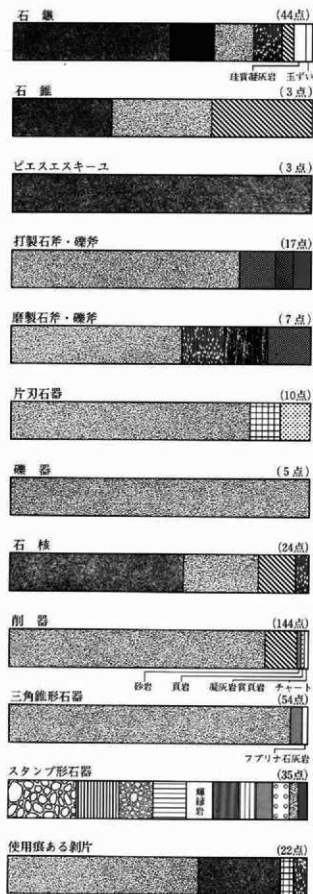 石 鏃 (44点)
珪質凝灰岩 玉ずい
石 錐 (3点)
ピエスエスキーユ (3点)
打製石斧・礫斧 (17点)
磨製石斧・礫斧 (7点)
片刃石器 (10点)
礫 器 (5点)
石 核 (24点)
削 器 (144点)
砂岩 頁岩 凝灰岩質頁岩 チャート
三角錐形石器 (54点)
フズリナ石灰岩
スタンプ形石器 (35点)
輝緑岩
使用痕ある剥片 (22点)